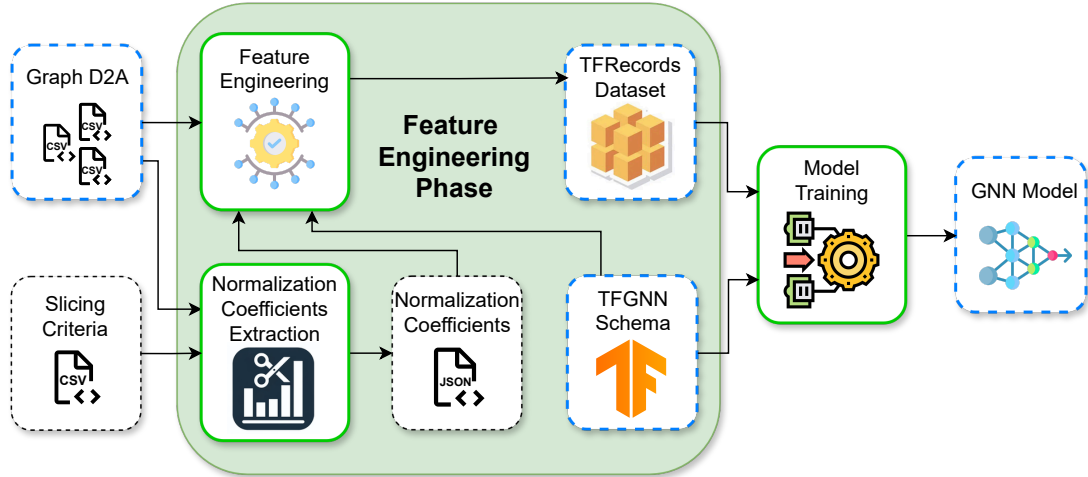 Graph D2A
CSV
CSV
CSV
Feature
Engineering
Feature
Engineering
Phase
TFRecords
Dataset
Model
Training
GNN Model
Slicing
Criteria
CSV
Normalization
Coefficients
Extraction
Normalization
Coefficients
JSON
TFGNN
Schema